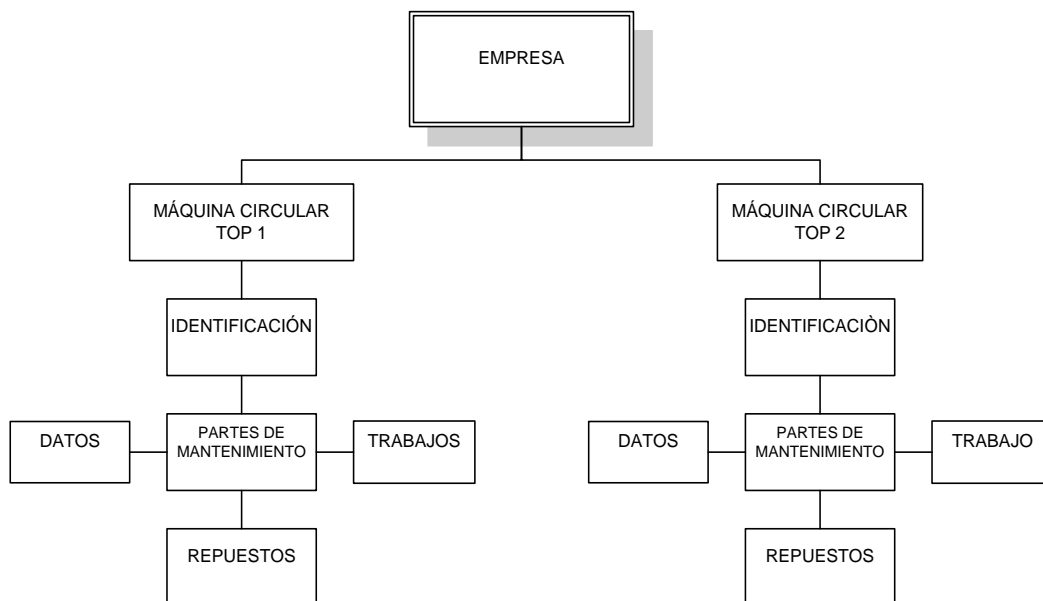 EMPRESA
MÁQUINA CIRCULAR
TOP 1
MÁQUINA CIRCULAR
TOP 2
IDENTIFICACIÓN
IDENTIFICACIÒN
DATOS
PARTES DE
MANTENIMIENTO
TRABAJOS
DATOS
PARTES DE
MANTENIMIENTO
TRABAJO
REPUESTOS
REPUESTOS